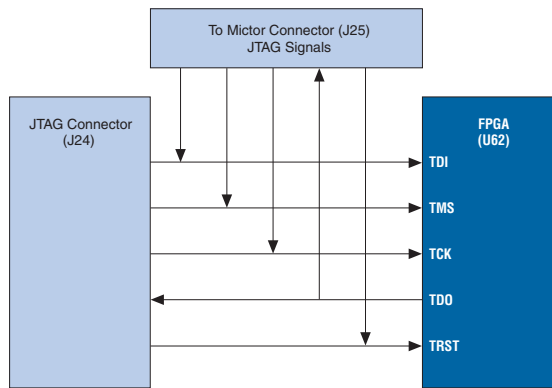 To Mictor Connector (J25)
JTAG Signals
JTAG Connector
(J24)
FPGA
(U62)
TDI
TMS
TCK
TDO
TRST